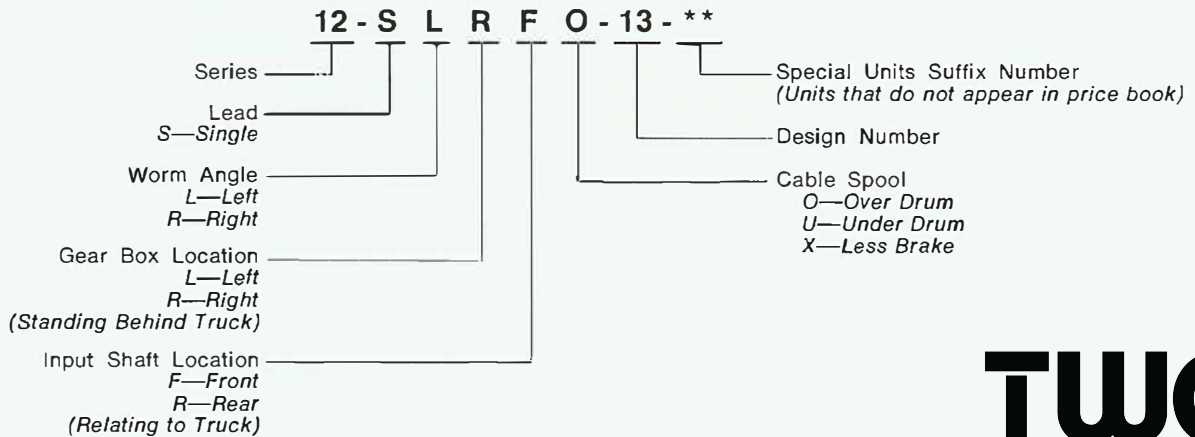 12 - S L R F O - 13 - **
Series
Lead
S—Single
Worm Angle
L—Left
R—Right
Gear Box Location
L—Left
R—Right
(Standing Behind Truck)
Input Shaft Location
F—Front
R—Rear
(Relating to Truck)
Special Units Suffix Number
(Units that do not appear in price book)
Design Number
Cable Spool
O—Over Drum
U—Under Drum
X—Less Brake